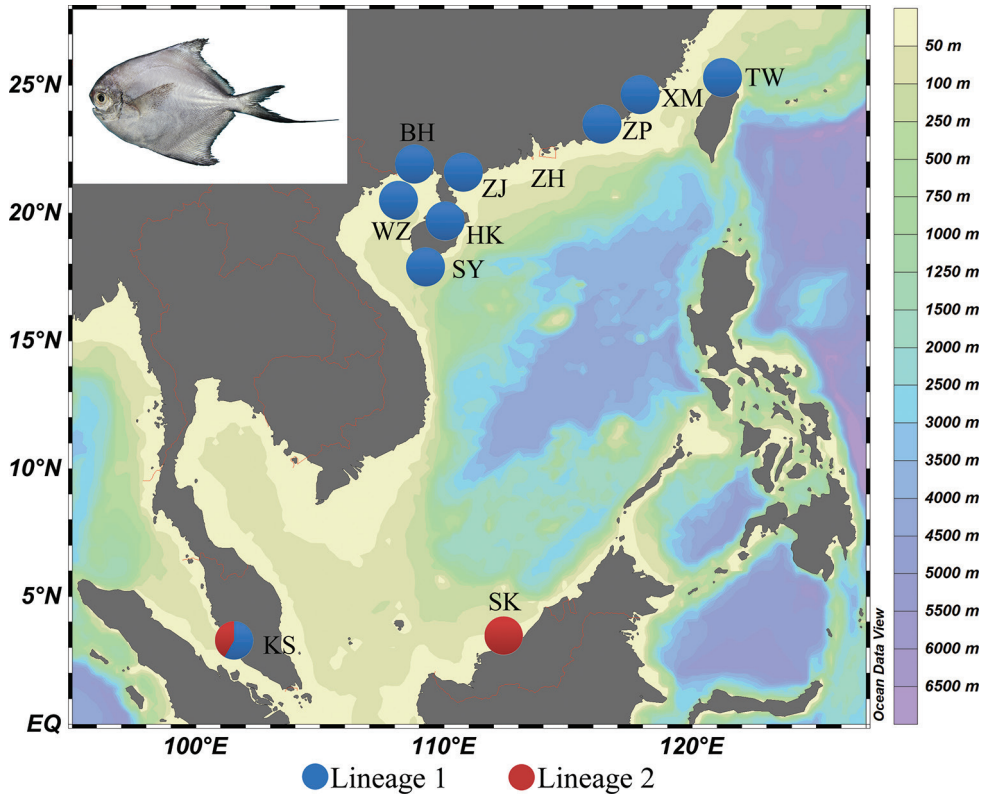 25°N
20°N
15°N
10°N
5°N
EQ
100°E
110°E
120°E
TW
XM
ZP
BH
ZJ
ZH
WZ
HK
SY
SK
KS
50 m
100 m
250 m
500 m
750 m
1000 m
1250 m
1500 m
2000 m
2500 m
3000 m
3500 m
4000 m
4500 m
5000 m
5500 m
6000 m
6500 m
Ocean Data View
Lineage 1
Lineage 2